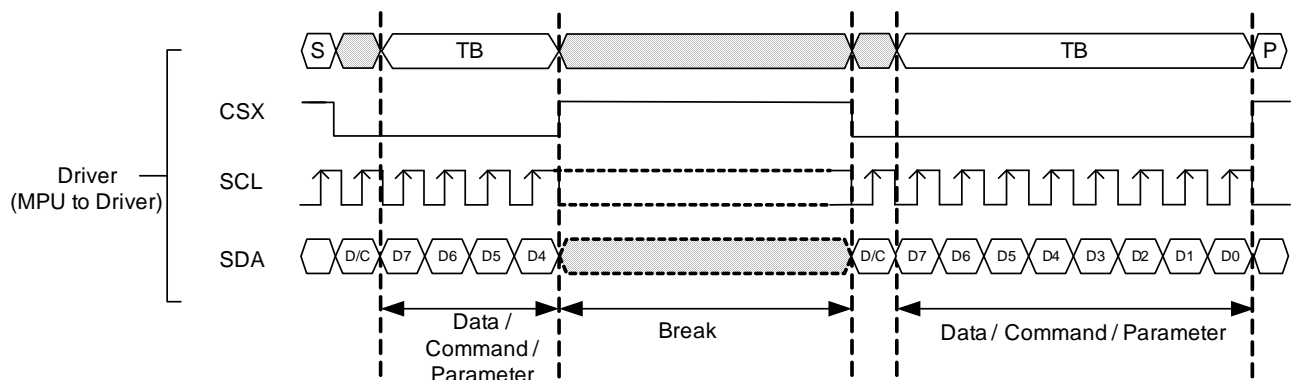 S TB TB P
CSX
Driver
(MPU to Driver)
SCL
SDA D/C D7 D6 D5 D4 D/C D7 D6 D5 D4 D3 D2 D1 D0
Data / Command / Parameter
Break
Data / Command / Parameter